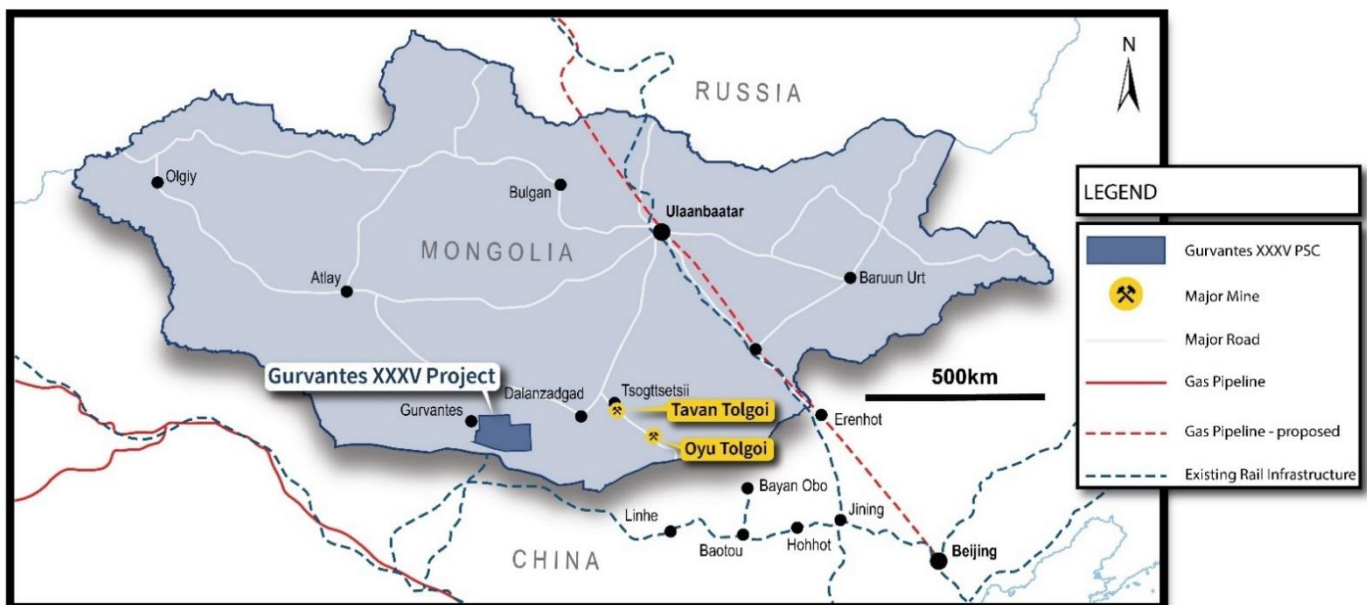 N
RUSSIA
Olgiy
Bulgan
Ulaanbaatar
MONGOLIA
Atlay
Baruun Urt
Gurvantes XXXV Project
Dalanzadgad
Tsogttsetsii
500km
Gurvantes
Tavan Tolgoi
Erenhot
Oyu Tolgoi
Bayan Obo
Linhe
Jining
Baotou
Hohhot
CHINA
Beijing
LEGEND
Gurvantes XXXV PSC
Major Mine
Major Road
Gas Pipeline
Gas Pipeline - proposed
Existing Rail Infrastructure